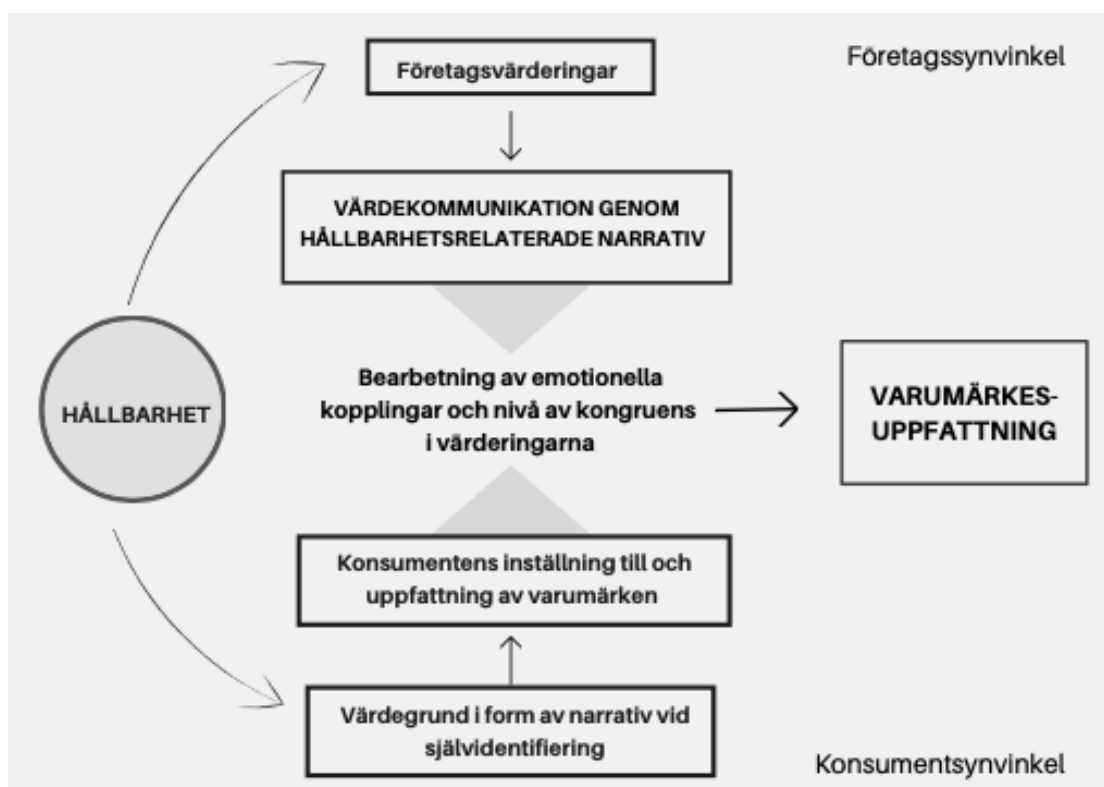 Företagssynvinkel
Företagsvärderingar
VÄRDEKOMMUNIKATION GENOM
HÅLLBARHETSRELATERADE NARRATIV
HÅLLBARHET
Bearbetning av emotionella
kopplingar och nivå av kongruens
i värderingarna
VARUMÄRKES-
UPPFATTNING
Konsumentens inställning till och
uppfattning av varumärken
Värdegrund i form av narrativ vid
självidentifiering
Konsumentsynvinkel